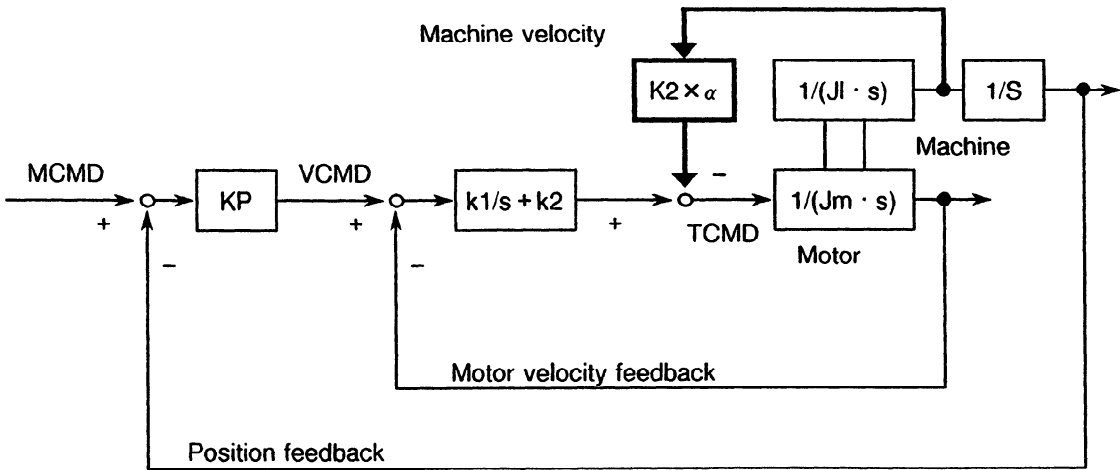 Machine velocity
K2×α
1/(Jl · s)
1/S
Machine
MCMD
+
−
KP
VCMD
+
−
k1/s + k2
+
−
TCMD
1/(Jm · s)
Motor
Motor velocity feedback
Position feedback